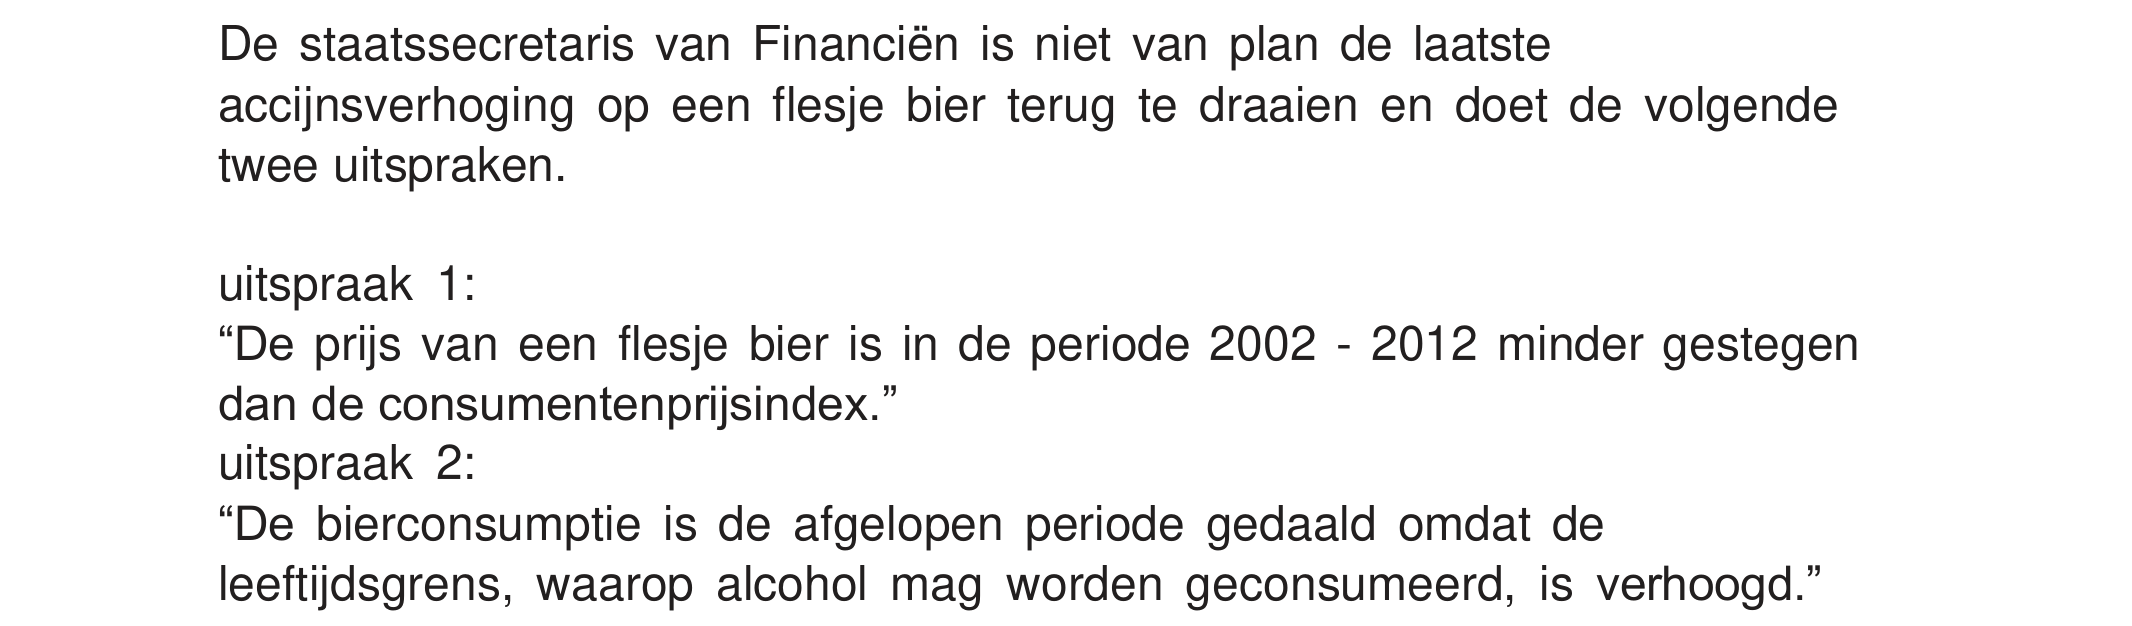 De staatssecretaris van Financiën is niet van plan de laatste
accijnsverhoging op een flesje bier terug te draaien en doet de volgende
twee uitspraken.
uitspraak 1:
“De prijs van een flesje bier is in de periode 2002 - 2012 minder gestegen
dan de consumentenprijsindex.”
uitspraak 2:
“De bierconsumptie is de afgelopen periode gedaald omdat de
leeftijdsgrens, waarop alcohol mag worden geconsumeerd, is verhoogd.”